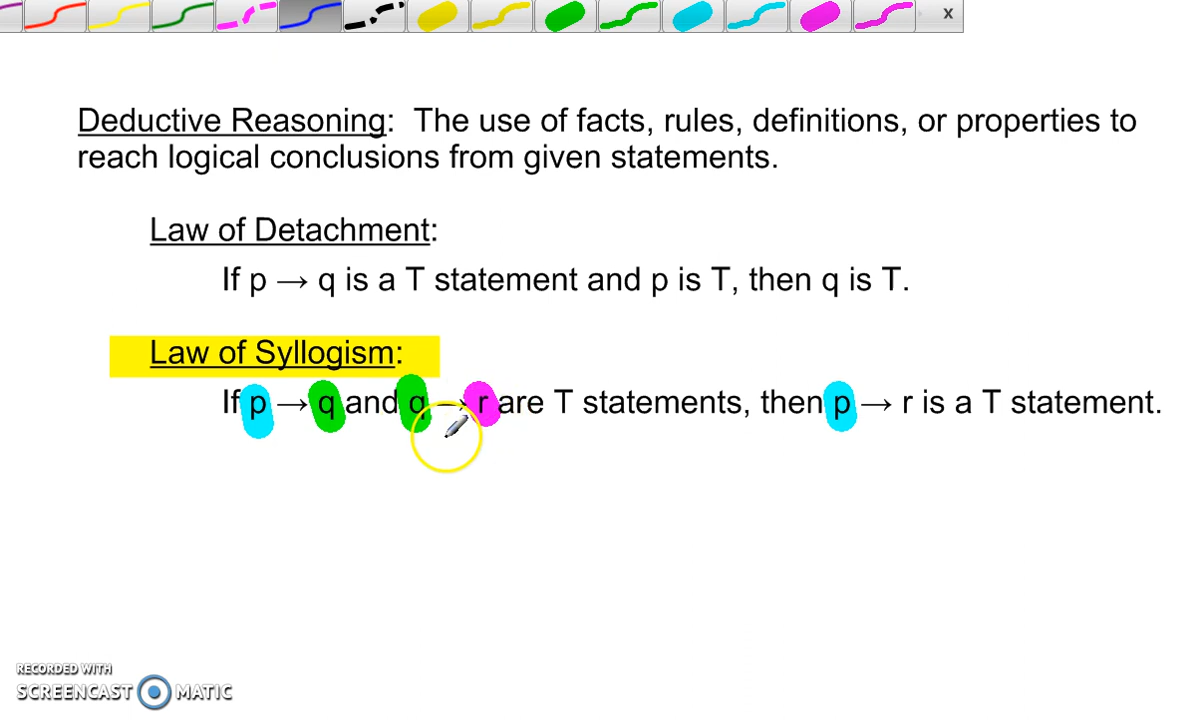 x
Deductive Reasoning: The use of facts, rules, definitions, or properties to
reach logical conclusions from given statements.
Law of Detachment:
If p → q is a T statement and p is T, then q is T.
Law of Syllogism:
If p → q and q → r are T statements, then p → r is a T statement.
RECORDED WITH
SCREENCAST MATIC